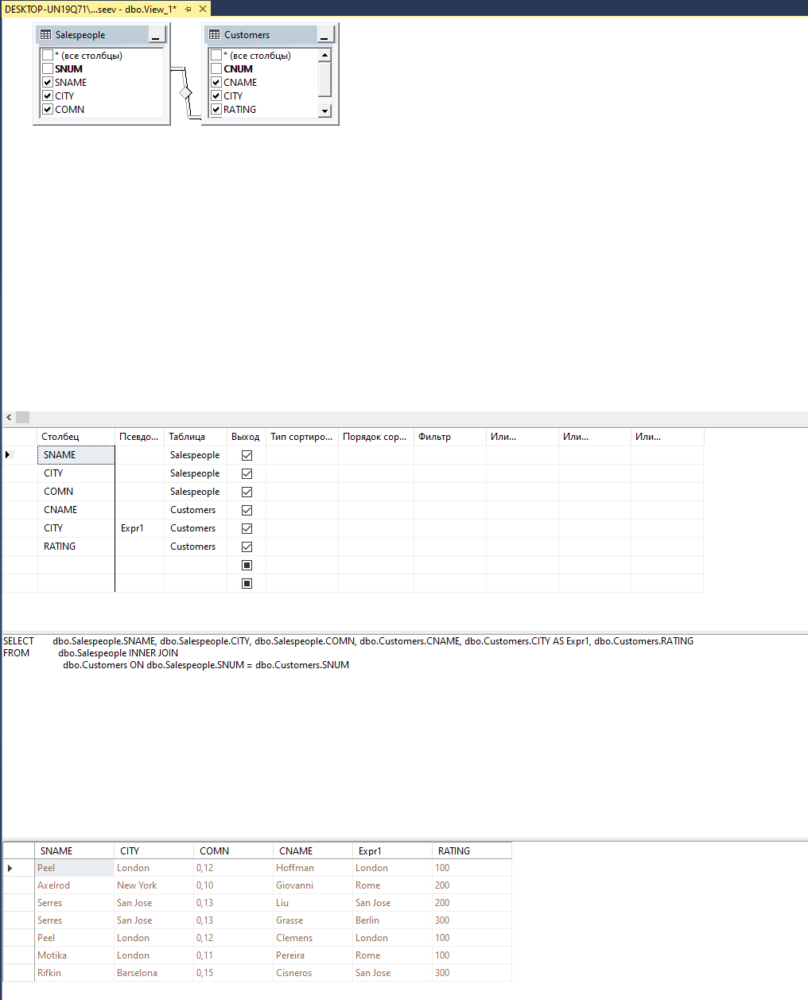 DESKTOP-UN19Q71\...seev - dbo.View_1*
Salespeople
* (все столбцы)
SNUM
SNAME
CITY
COMN
Customers
* (все столбцы)
CNUM
CNAME
CITY
RATING
Столбец Псевдо... Таблица Выход Тип сортиро... Порядок сор... Фильтр Или... Или... Или...
SNAME Salespeople
CITY Salespeople
COMN Salespeople
CNAME Customers
CITY Expr1 Customers
RATING Customers
SELECT dbo.Salespeople.SNAME, dbo.Salespeople.CITY, dbo.Salespeople.COMN, dbo.Customers.CNAME, dbo.Customers.CITY AS Expr1, dbo.Customers.RATING
FROM dbo.Salespeople INNER JOIN
dbo.Customers ON dbo.Salespeople.SNUM = dbo.Customers.SNUM
SNAME CITY COMN CNAME Expr1 RATING
Peel London 0,12 Hoffman London 100
Axelrod New York 0,10 Giovanni Rome 200
Serres San Jose 0,13 Liu San Jose 200
Serres San Jose 0,13 Grasse Berlin 300
Peel London 0,12 Clemens London 100
Motika London 0,11 Pereira Rome 100
Rifkin Barselona 0,15 Cisneros San Jose 300